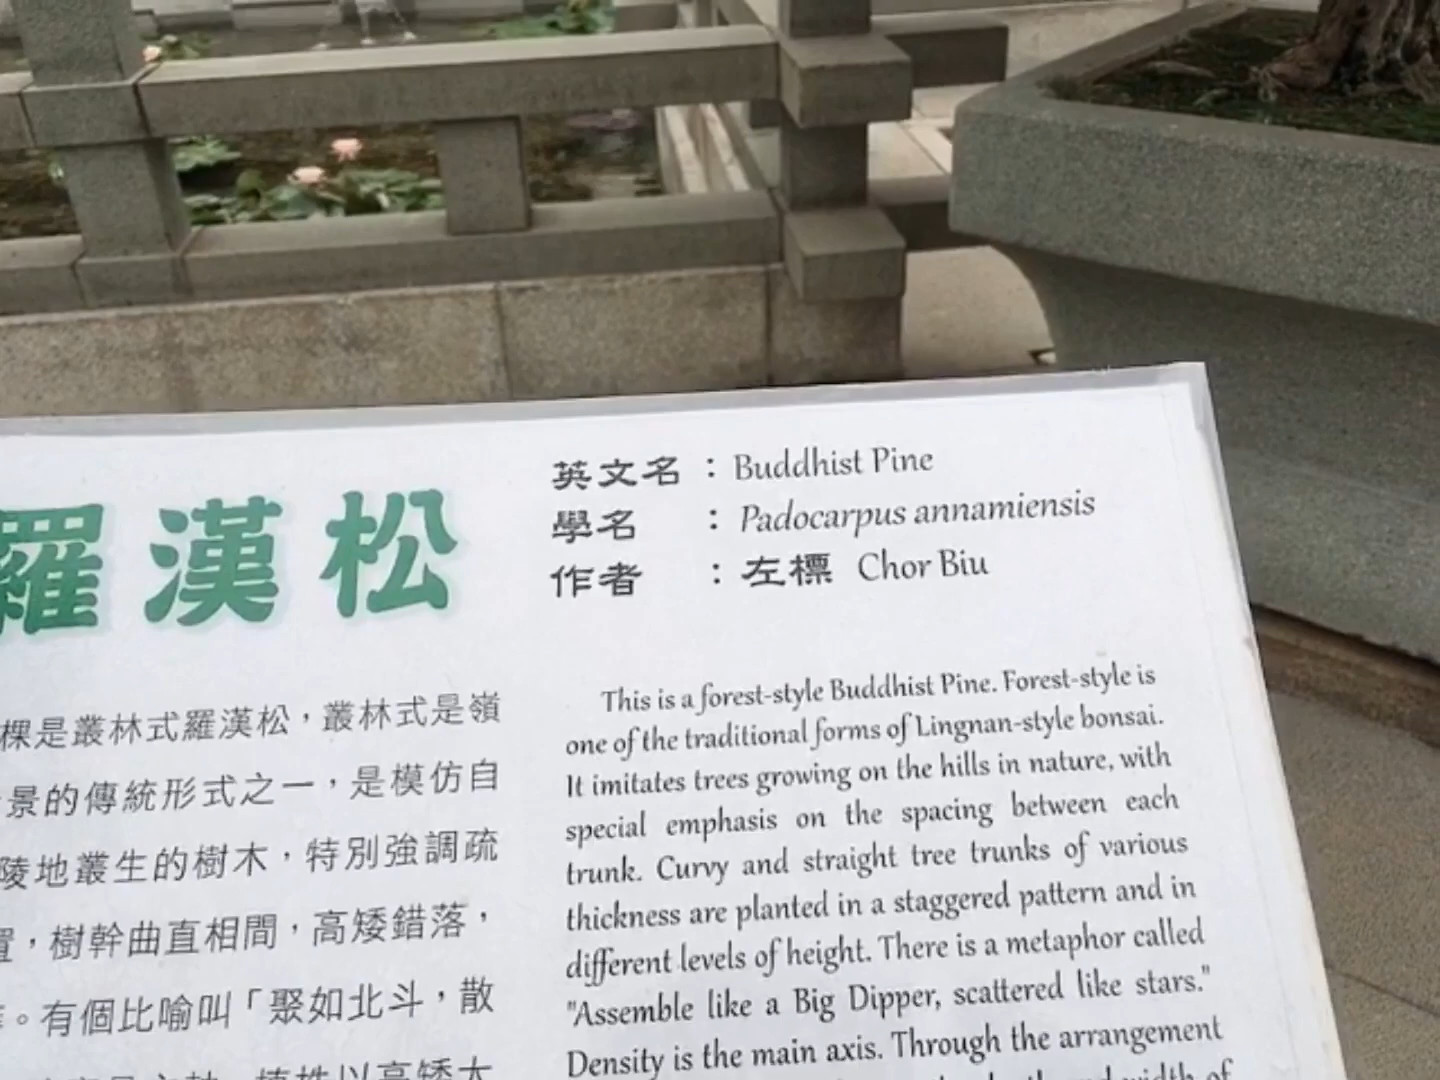 羅漢松
英文名 : Buddhist Pine
學名 : Padocarpus annamiensis
作者 : 左標 Chor Biu
棵是叢林式羅漢松,叢林式是嶺
景的傳統形式之一,是模仿自
陵地叢生的樹木,特別強調疏
置,樹幹曲直相間,高矮錯落,
。有個比喻叫「聚如北斗,散
This is a forest-style Buddhist Pine. Forest-style is
one of the traditional forms of Lingnan-style bonsai.
It imitates trees growing on the hills in nature, with
special emphasis on the spacing between each
trunk. Curvy and straight tree trunks of various
thickness are planted in a staggered pattern and in
different levels of height. There is a metaphor called
"Assemble like a Big Dipper, scattered like stars."
Density is the main axis. Through the arrangement
width of